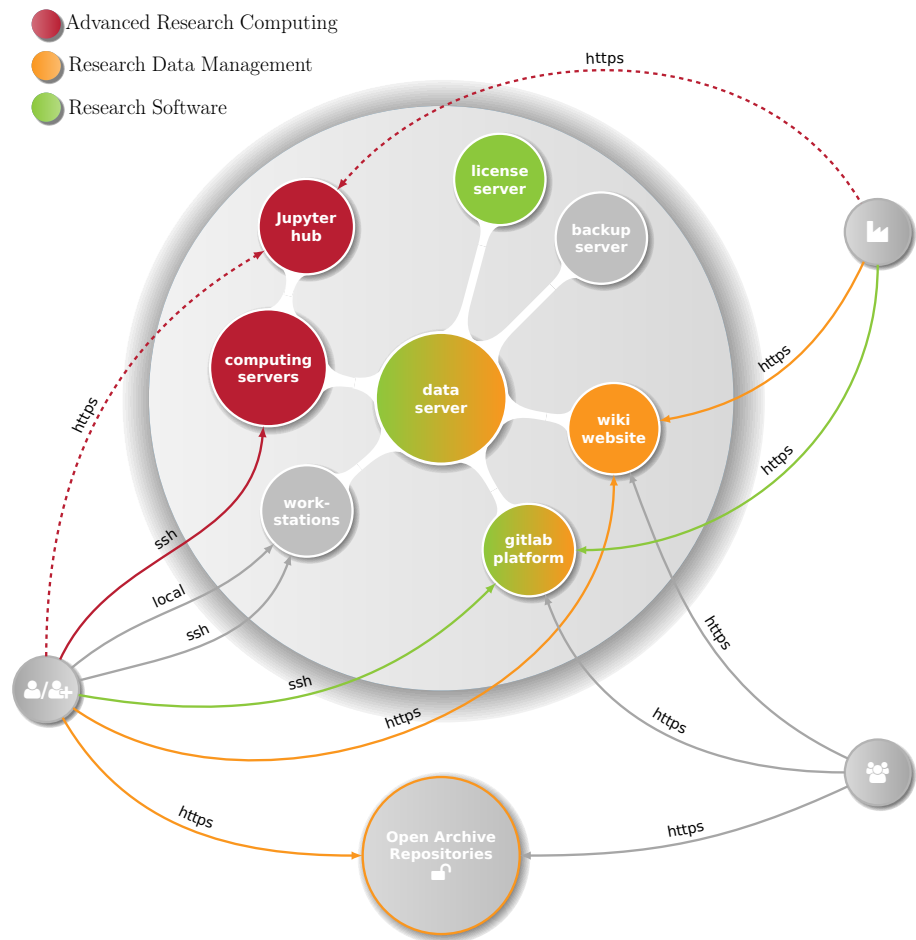 Advanced Research Computing
Research Data Management
Research Software
https
license
server
Jupyter
hub
backup
server
computing
servers
data
server
https
wiki
website
https
https
work-
stations
gitlab
platform
ssh
local
ssh
https
ssh
https
https
https
https
Open Archive
Repositories